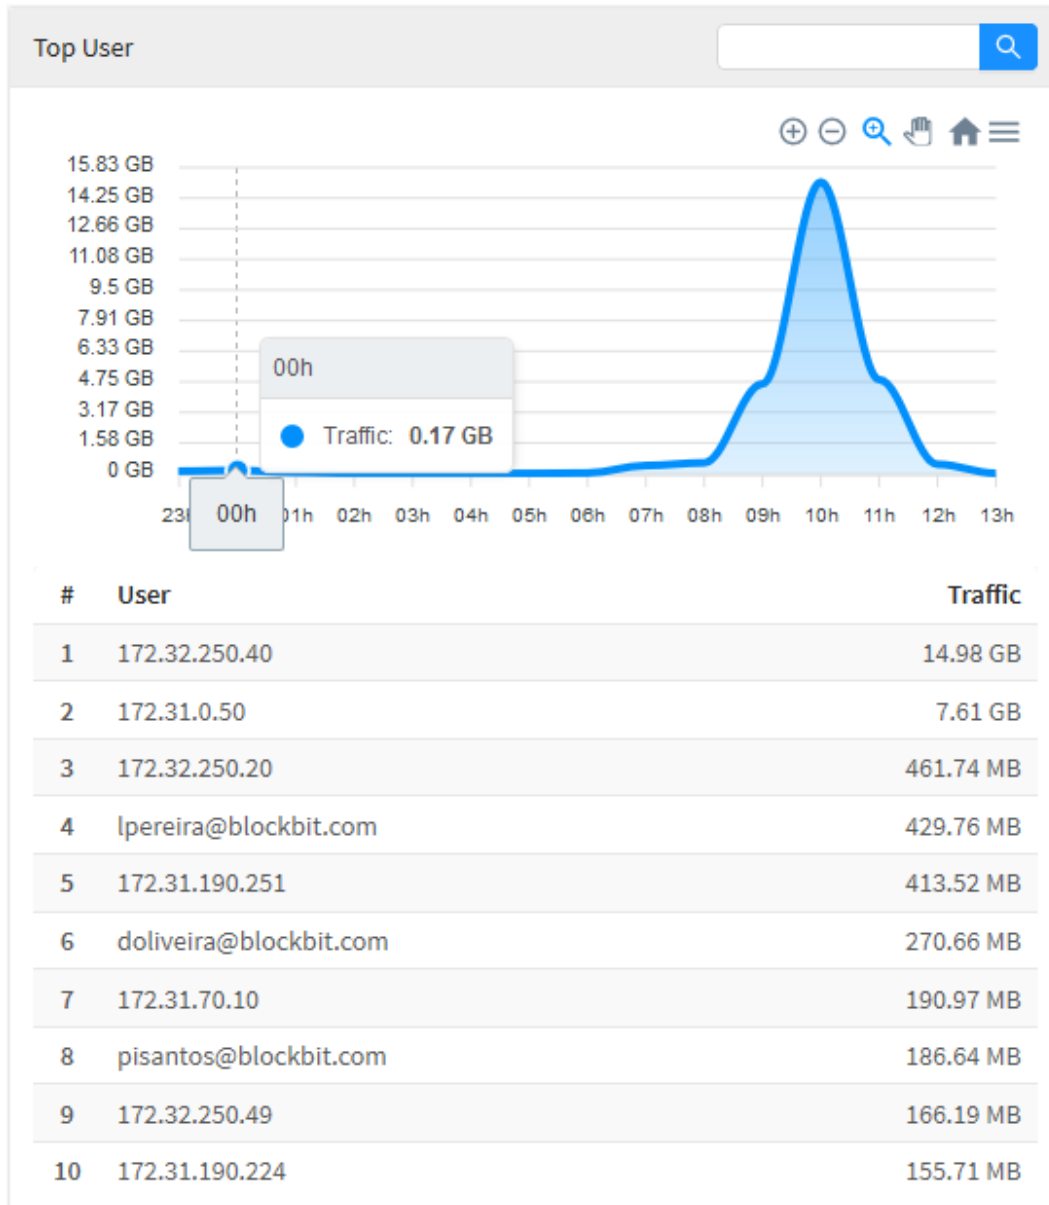 Top User
15.83 GB
14.25 GB
12.66 GB
11.08 GB
9.5 GB
7.91 GB
6.33 GB
4.75 GB
3.17 GB
1.58 GB
0 GB
00h
Traffic: 0.17 GB
00h 01h 02h 03h 04h 05h 06h 07h 08h 09h 10h 11h 12h 13h
# User Traffic
1 172.32.250.40 14.98 GB
2 172.31.0.50 7.61 GB
3 172.32.250.20 461.74 MB
4 lpereira@blockbit.com 429.76 MB
5 172.31.190.251 413.52 MB
6 doliveira@blockbit.com 270.66 MB
7 172.31.70.10 190.97 MB
8 pisantos@blockbit.com 186.64 MB
9 172.32.250.49 166.19 MB
10 172.31.190.224 155.71 MB